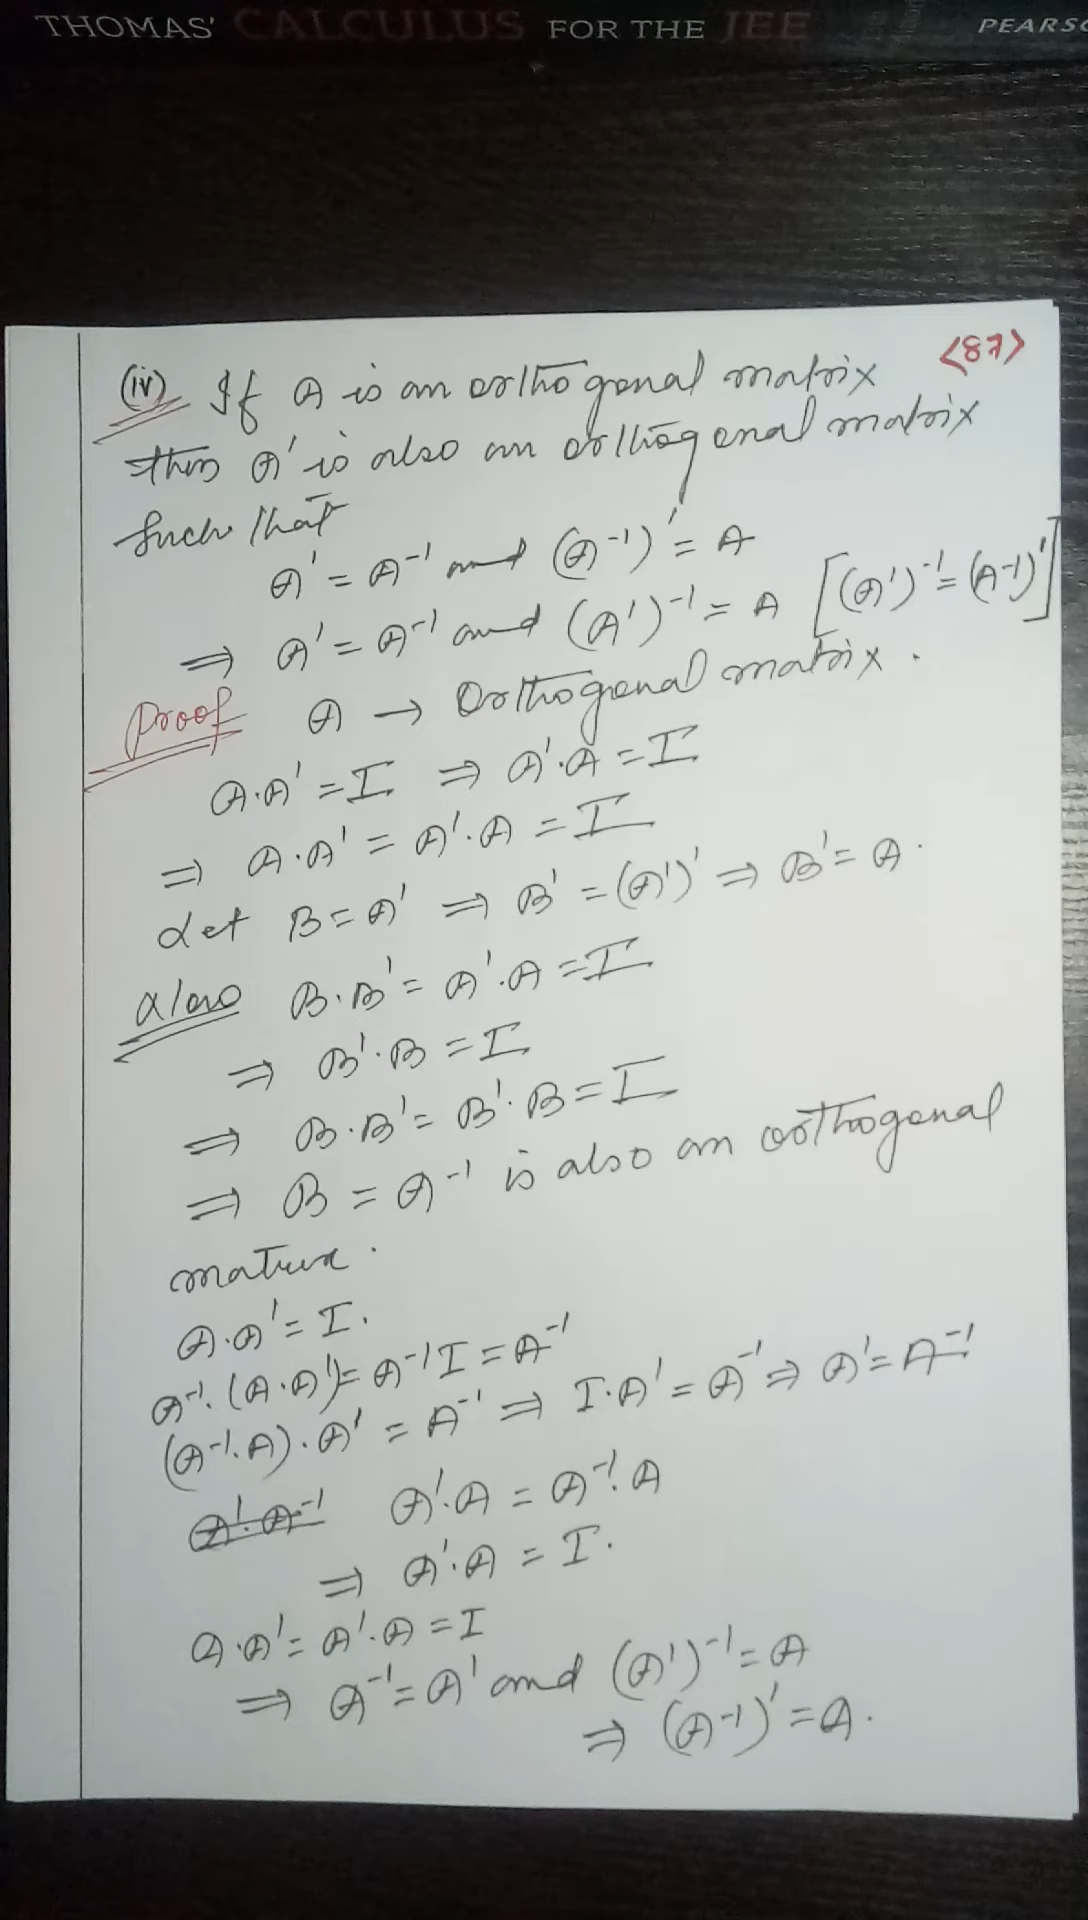 THOMAS' CALCULUS FOR THE JEE PEARSO
<87>
(iv) If A is an orthogonal matrix
then A' is also an orthogonal matrix
such that
A' = A⁻¹ and (A⁻¹)' = A
⇒ A' = A⁻¹ and (A')⁻¹ = A [(A')⁻¹ = (A⁻¹)']
Proof A → Orthogonal matrix.
A·A' = I ⇒ A'·A = I
⇒ A·A' = A'·A = I
Let B = A' ⇒ B' = (A')' ⇒ B' = A.
Also B·B' = A'·A = I
⇒ B'·B = I
⇒ B·B' = B'·B = I
⇒ B = A⁻¹ is also an orthogonal
matrix.
A·A' = I.
A⁻¹·(A·A') = A⁻¹I = A⁻¹
(A⁻¹·A)·A' = A⁻¹ ⇒ I·A' = A⁻¹ ⇒ A' = A⁻¹
A'·A⁻¹ A'·A = A⁻¹·A
⇒ A'·A = I.
A·A' = A'·A = I
⇒ A⁻¹ = A' and (A')⁻¹ = A
⇒ (A⁻¹)' = A.